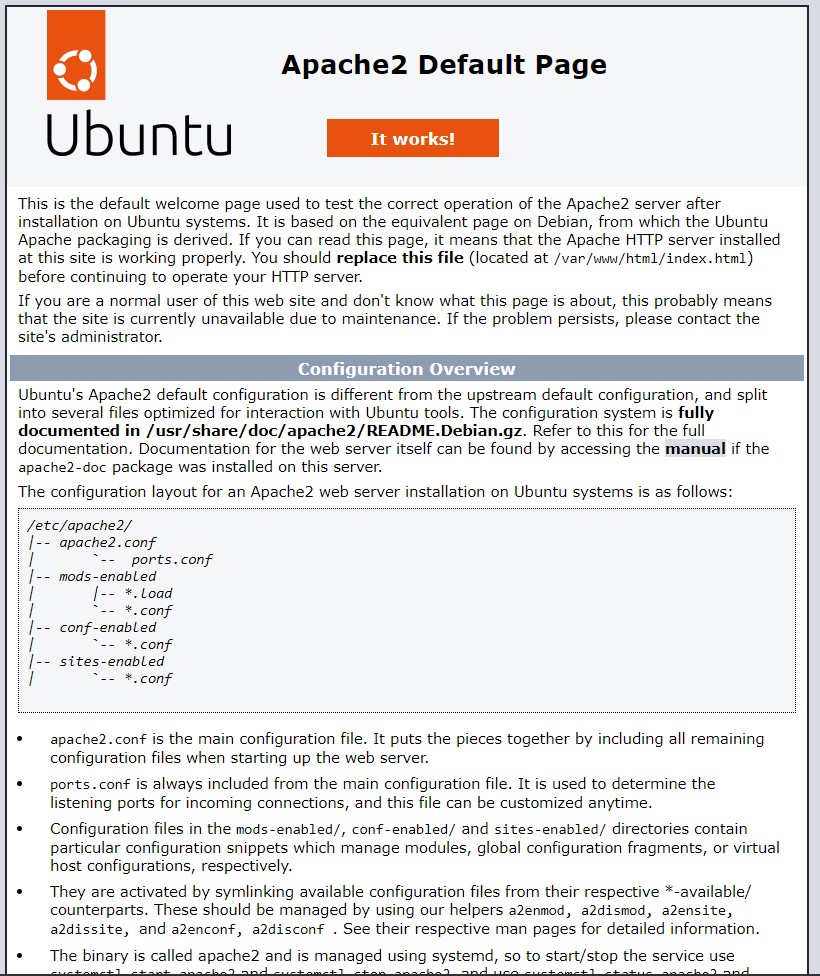 Apache2 Default Page
Ubuntu
It works!
This is the default welcome page used to test the correct operation of the Apache2 server after
installation on Ubuntu systems. It is based on the equivalent page on Debian, from which the Ubuntu
Apache packaging is derived. If you can read this page, it means that the Apache HTTP server installed
at this site is working properly. You should replace this file (located at /var/www/html/index.html)
before continuing to operate your HTTP server.
If you are a normal user of this web site and don't know what this page is about, this probably means
that the site is currently unavailable due to maintenance. If the problem persists, please contact the
site's administrator.
Configuration Overview
Ubuntu's Apache2 default configuration is different from the upstream default configuration, and split
into several files optimized for interaction with Ubuntu tools. The configuration system is fully
documented in /usr/share/doc/apache2/README.Debian.gz. Refer to this for the full
documentation. Documentation for the web server itself can be found by accessing the manual if the
apache2-doc package was installed on this server.
The configuration layout for an Apache2 web server installation on Ubuntu systems is as follows:
/etc/apache2/
|-- apache2.conf
|       `--  ports.conf
|-- mods-enabled
|       |-- *.load
|       `-- *.conf
|-- conf-enabled
|       `-- *.conf
|-- sites-enabled
|       `-- *.conf
• apache2.conf is the main configuration file. It puts the pieces together by including all remaining
configuration files when starting up the web server.
• ports.conf is always included from the main configuration file. It is used to determine the
listening ports for incoming connections, and this file can be customized anytime.
• Configuration files in the mods-enabled/, conf-enabled/ and sites-enabled/ directories contain
particular configuration snippets which manage modules, global configuration fragments, or virtual
host configurations, respectively.
• They are activated by symlinking available configuration files from their respective *-available/
counterparts. These should be managed by using our helpers a2enmod, a2dismod, a2ensite,
a2dissite, and a2enconf, a2disconf . See their respective man pages for detailed information.
• The binary is called apache2 and is managed using systemd, so to start/stop the service use
systemctl start apache2 and systemctl stop apache2, and use systemctl status apache2 and